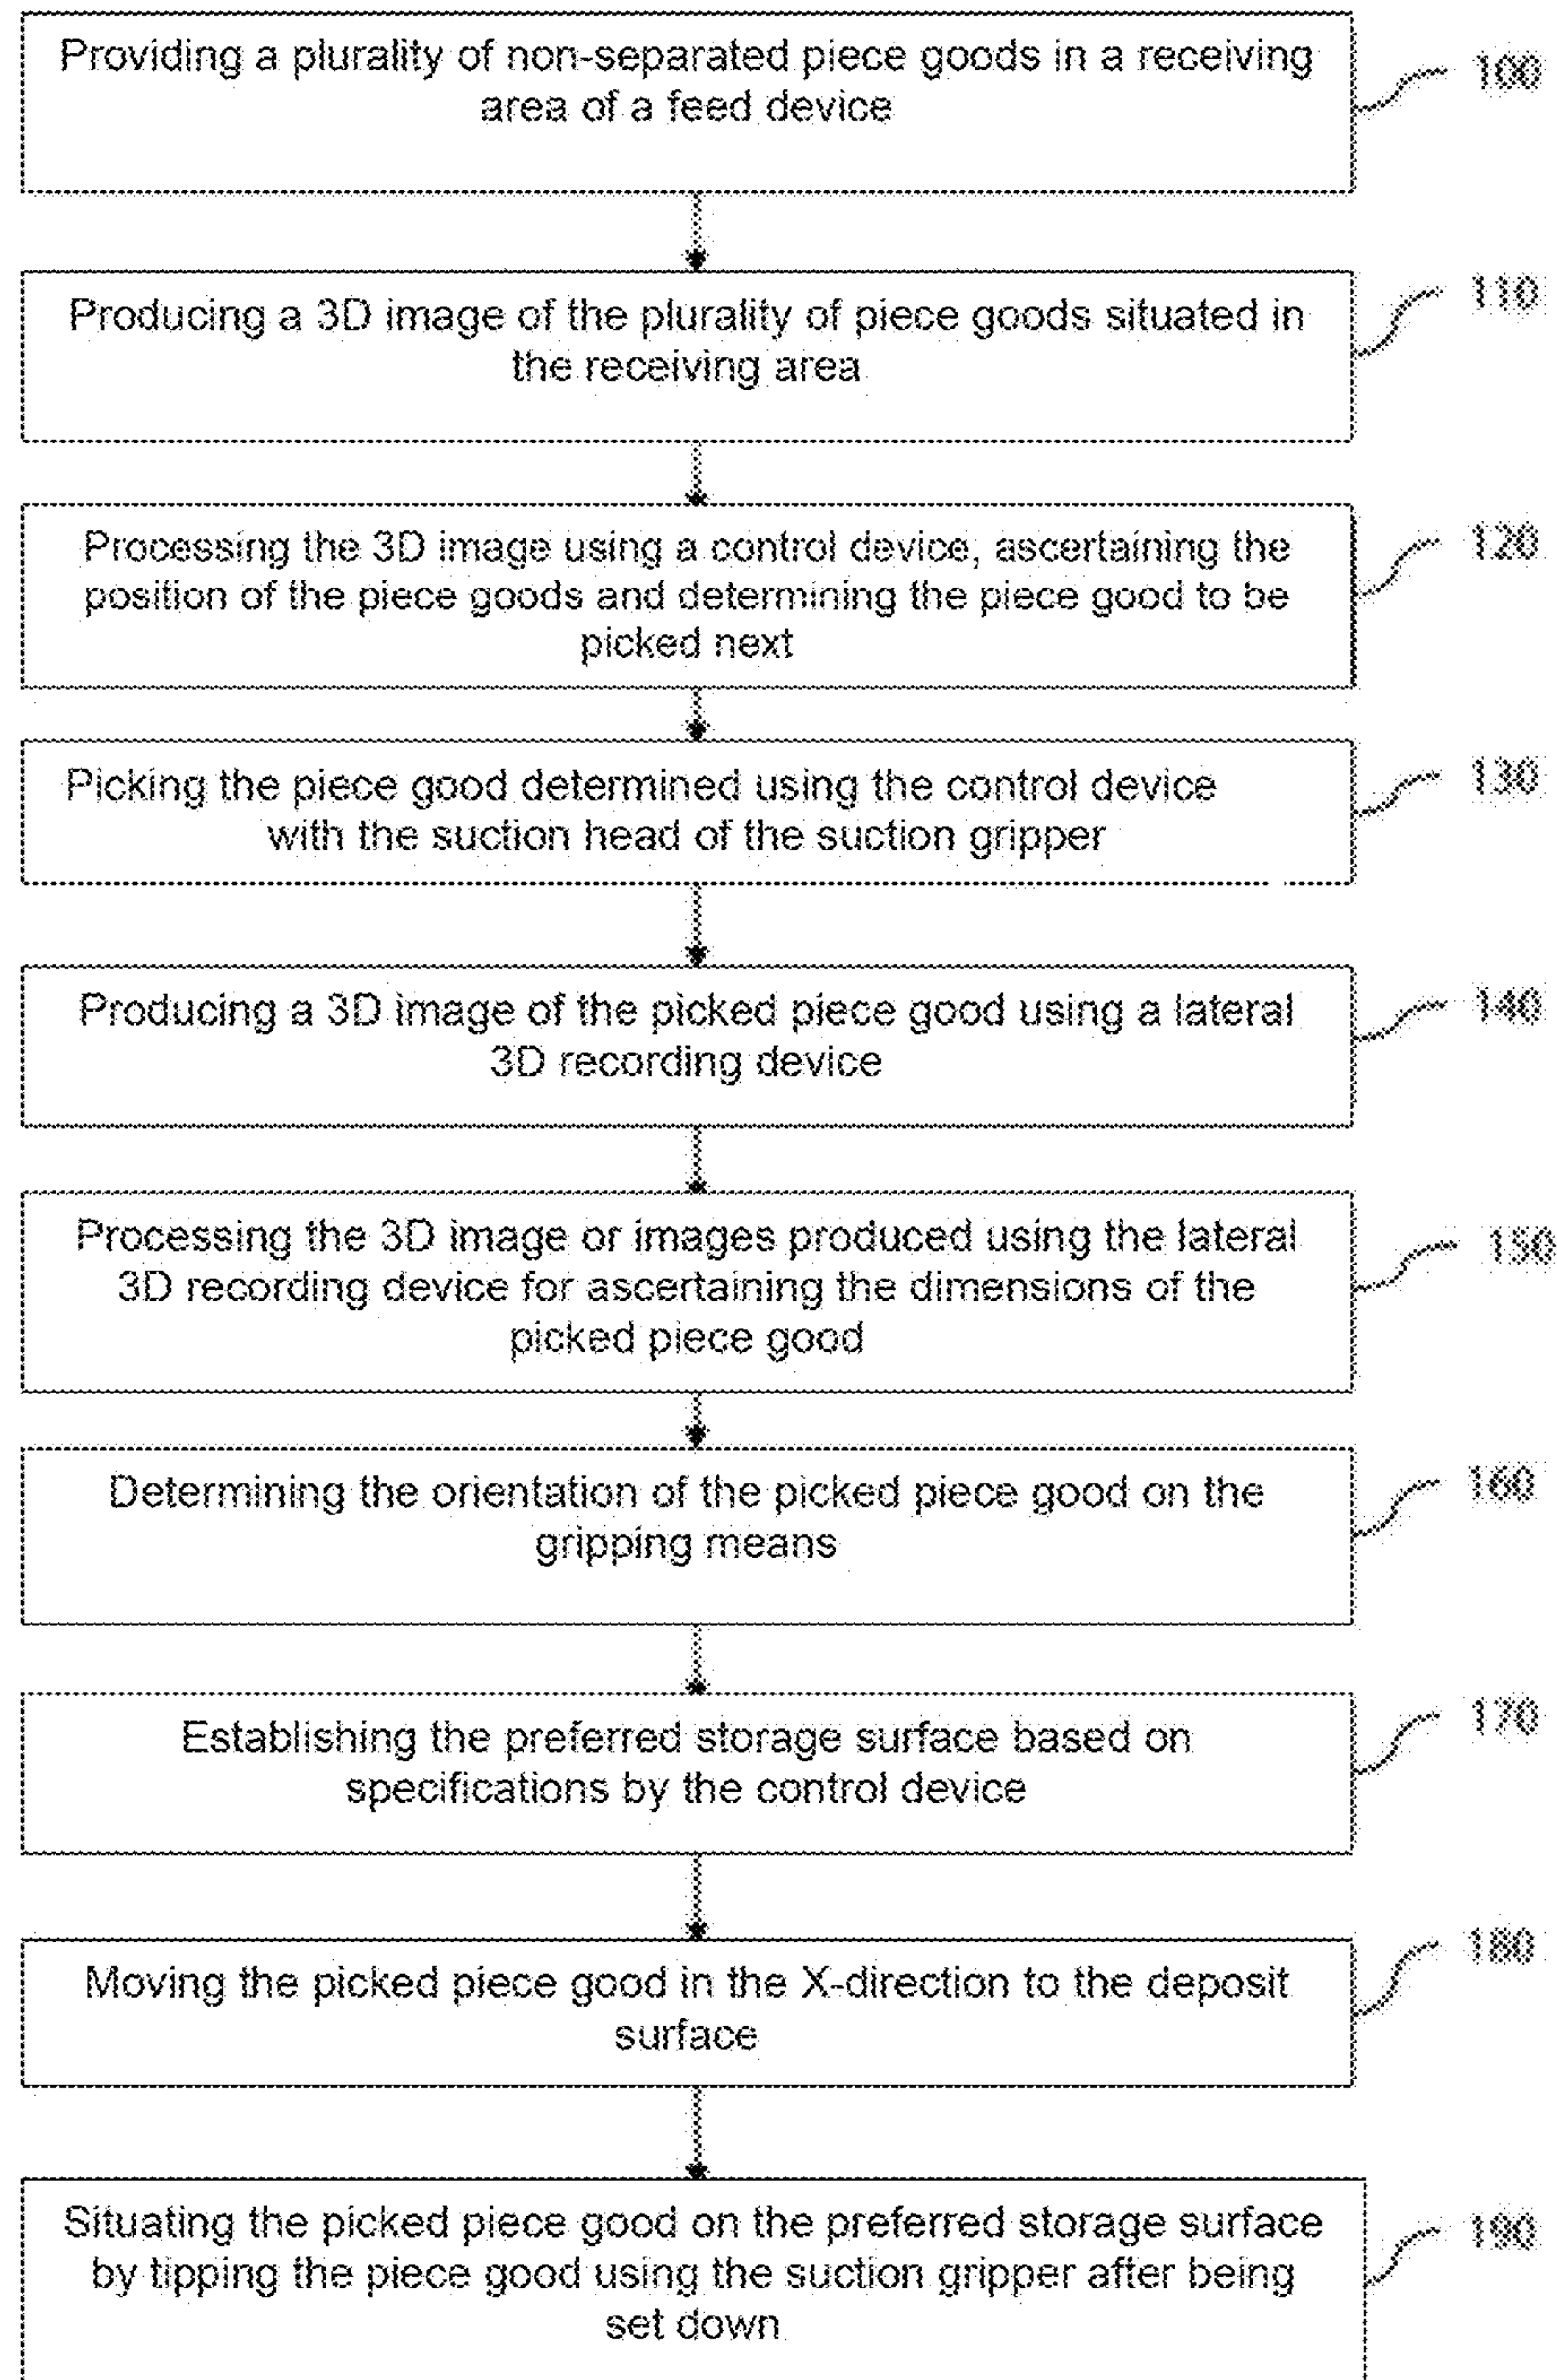 Providing a plurality of non-separated piece goods in a receiving
area of a feed device
100
Producing a 3D image of the plurality of piece goods situated in
the receiving area
110
Processing the 3D image using a control device, ascertaining the
position of the piece goods and determining the piece good to be
picked next
120
Picking the piece good determined using the control device
with the suction head of the suction gripper
130
Producing a 3D image of the picked piece good using a lateral
3D recording device
140
Processing the 3D image or images produced using the lateral
3D recording device for ascertaining the dimensions of the
picked piece good
150
Determining the orientation of the picked piece good on the
gripping means
160
Establishing the preferred storage surface based on
specifications by the control device
170
Moving the picked piece good in the X-direction to the deposit
surface
180
Situating the picked piece good on the preferred storage surface
by tipping the piece good using the suction gripper after being
set down
190